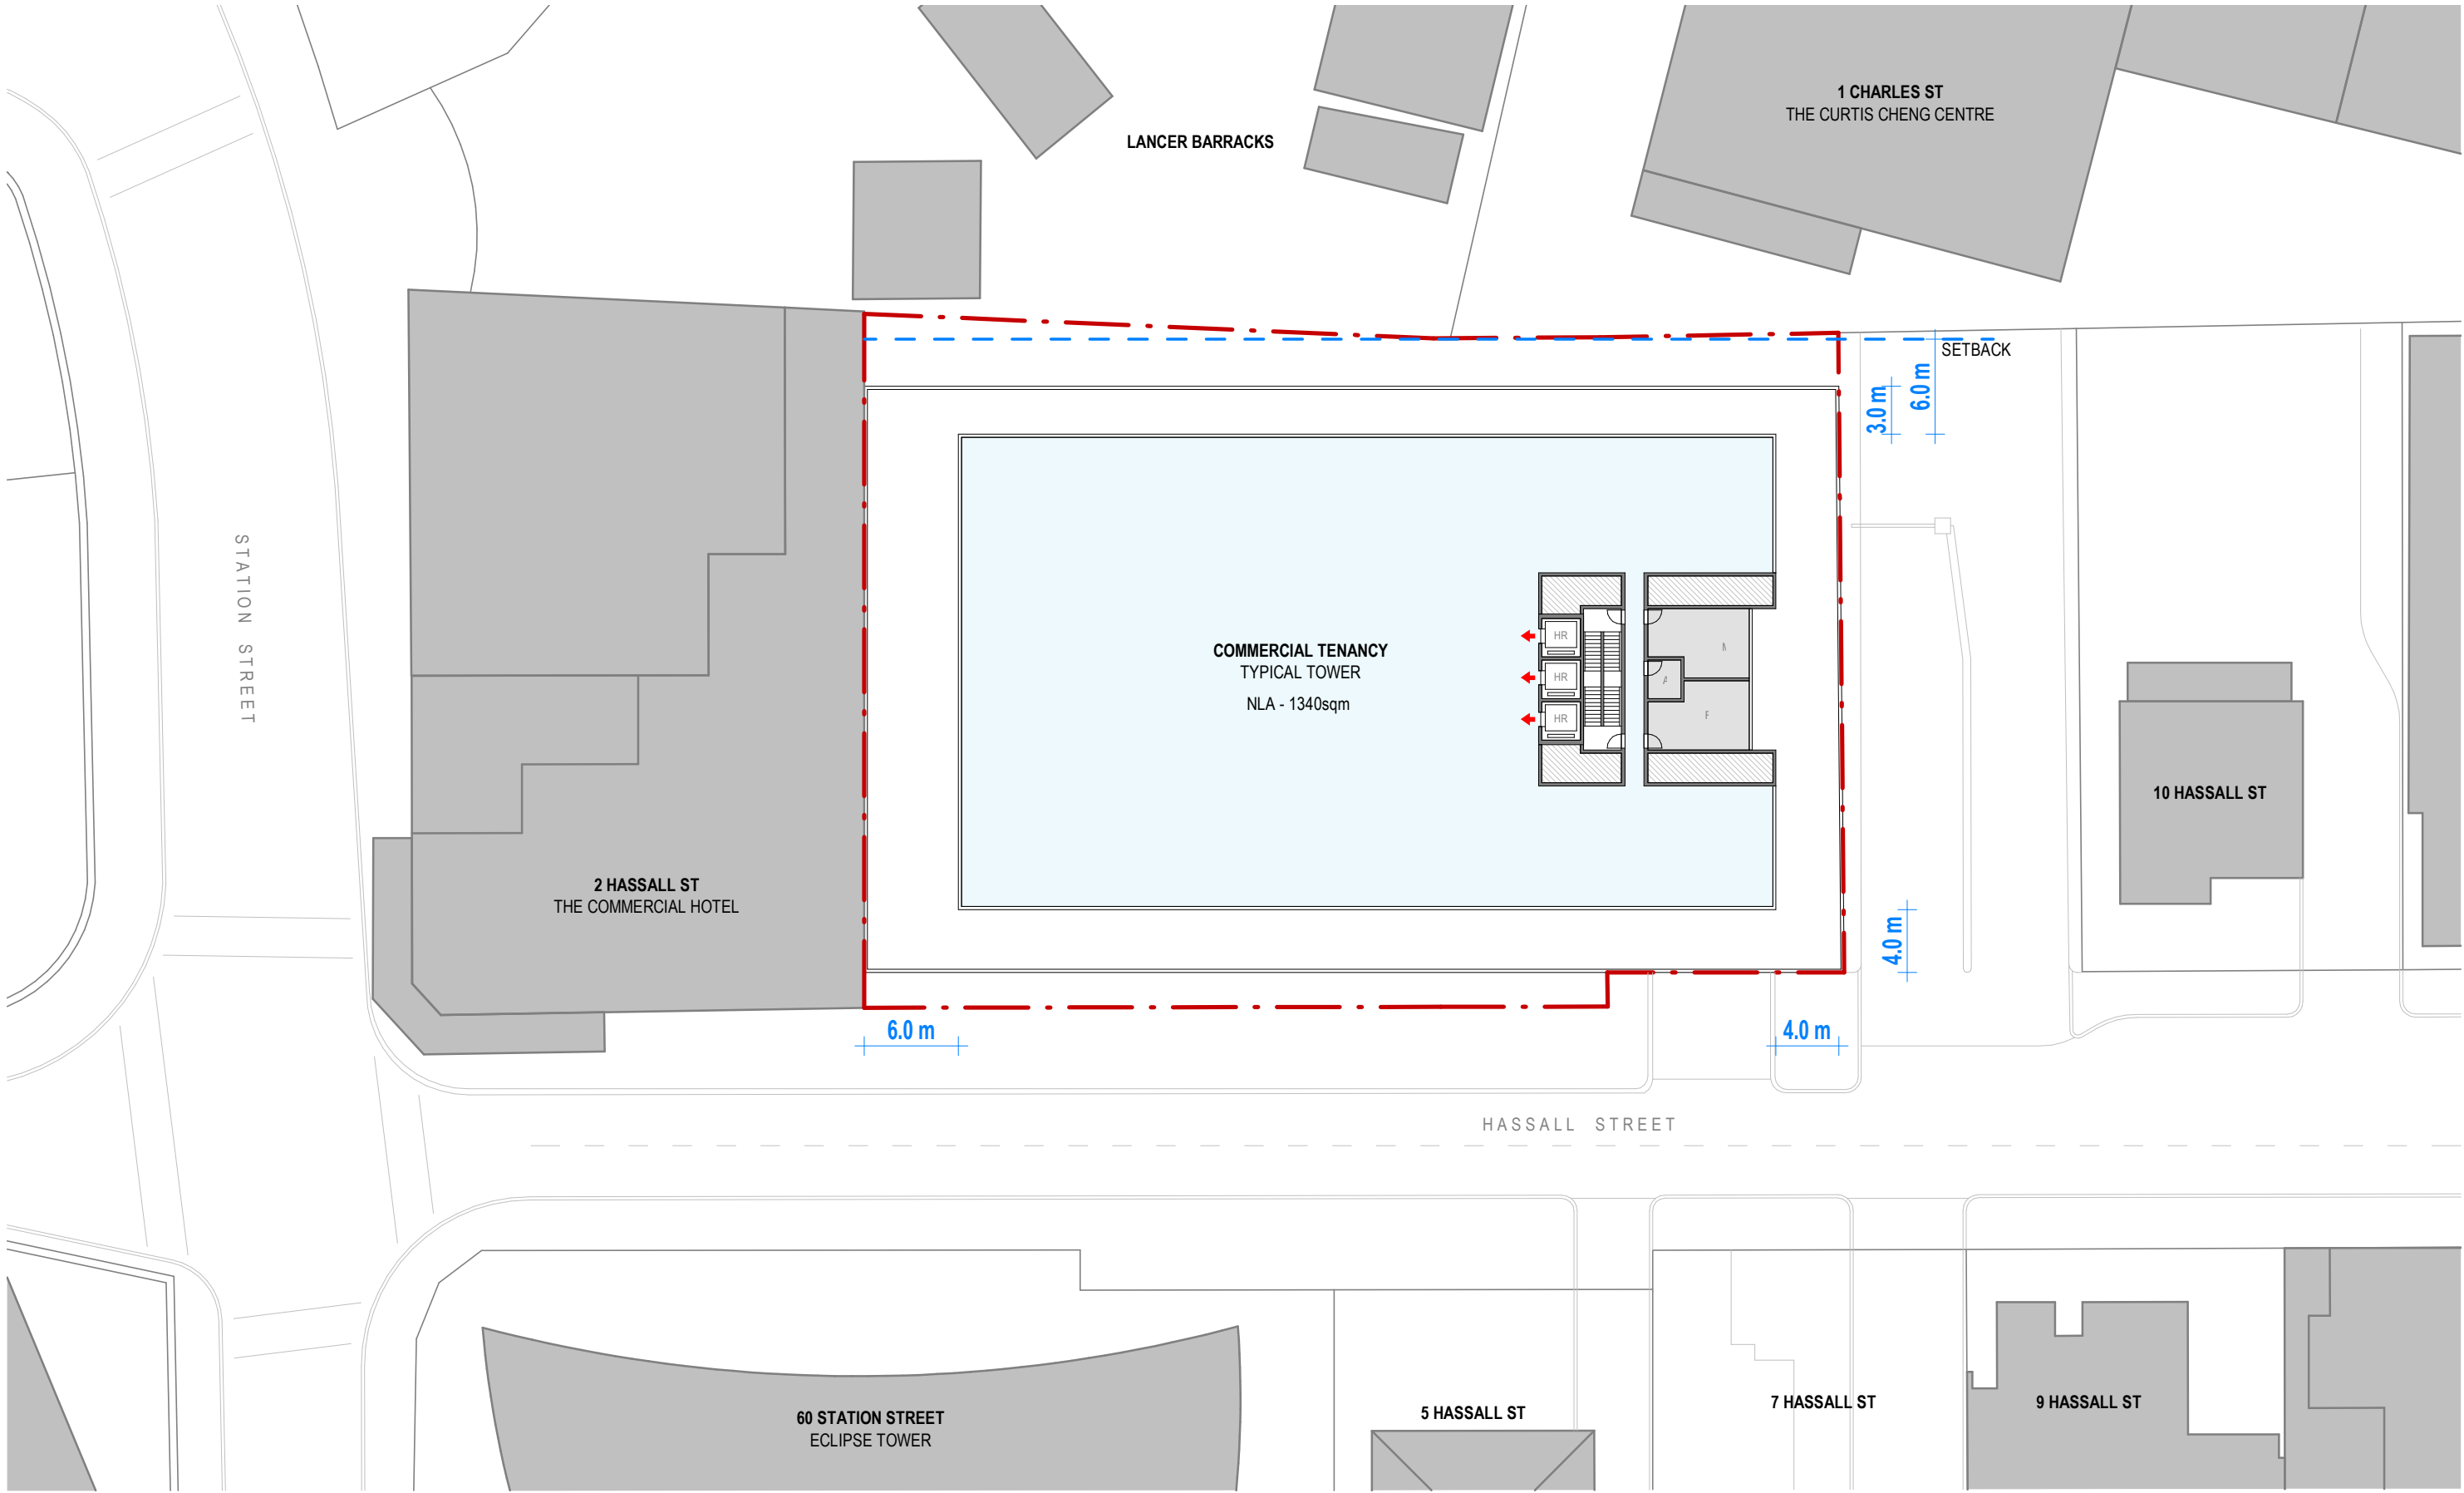 1 CHARLES ST
THE CURTIS CHENG CENTRE
LANCER BARRACKS
SETBACK
3.0 m
6.0 m
STATION STREET
HR
COMMERCIAL TENANCY
TYPICAL TOWER
NLA - 1340sqm
HR
HR
10 HASSALL ST
2 HASSALL ST
THE COMMERCIAL HOTEL
4.0 m
6.0 m
4.0 m
HASSALL STREET
60 STATION STREET
ECLIPSE TOWER
5 HASSALL ST
7 HASSALL ST
9 HASSALL ST